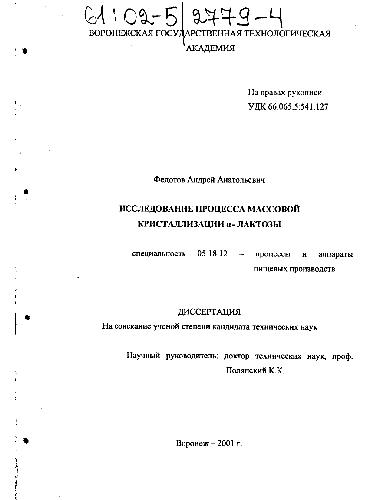 61:02-5/2779-4
ВОРОНЕЖСКАЯ ГОСУДАРСТВЕННАЯ ТЕХНОЛОГИЧЕСКАЯ
АКАДЕМИЯ
На правах рукописи
УДК 66.065.5:541.127
Федотов Андрей Анатольевич
ИССЛЕДОВАНИЕ ПРОЦЕССА МАССОВОЙ
КРИСТАЛЛИЗАЦИИ α- ЛАКТОЗЫ
специальность 05.18.12 – процессы и аппараты
пищевых производств
ДИССЕРТАЦИЯ
На соискание ученой степени кандидата технических наук
Научный руководитель: доктор технических наук, проф.
Полянский К.К.
Воронеж – 2001 г.